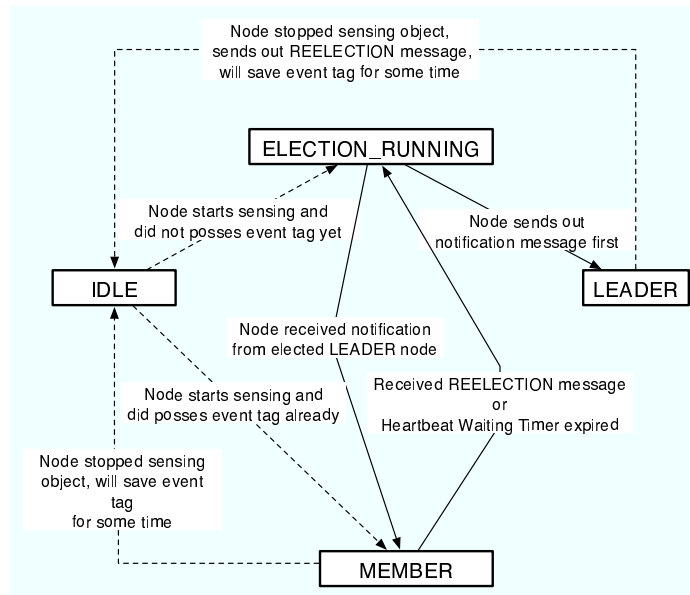 Node stopped sensing object,
sends out REELECTION message,
will save event tag for some time
ELECTION_RUNNING
Node starts sensing and
did not posses event tag yet
Node sends out
notification message first
IDLE
LEADER
Node received notification
from elected LEADER node
Node starts sensing and
did posses event tag already
Received REELECTION message
or
Heartbeat Waiting Timer expired
Node stopped sensing
object, will save event
tag
for some time
MEMBER